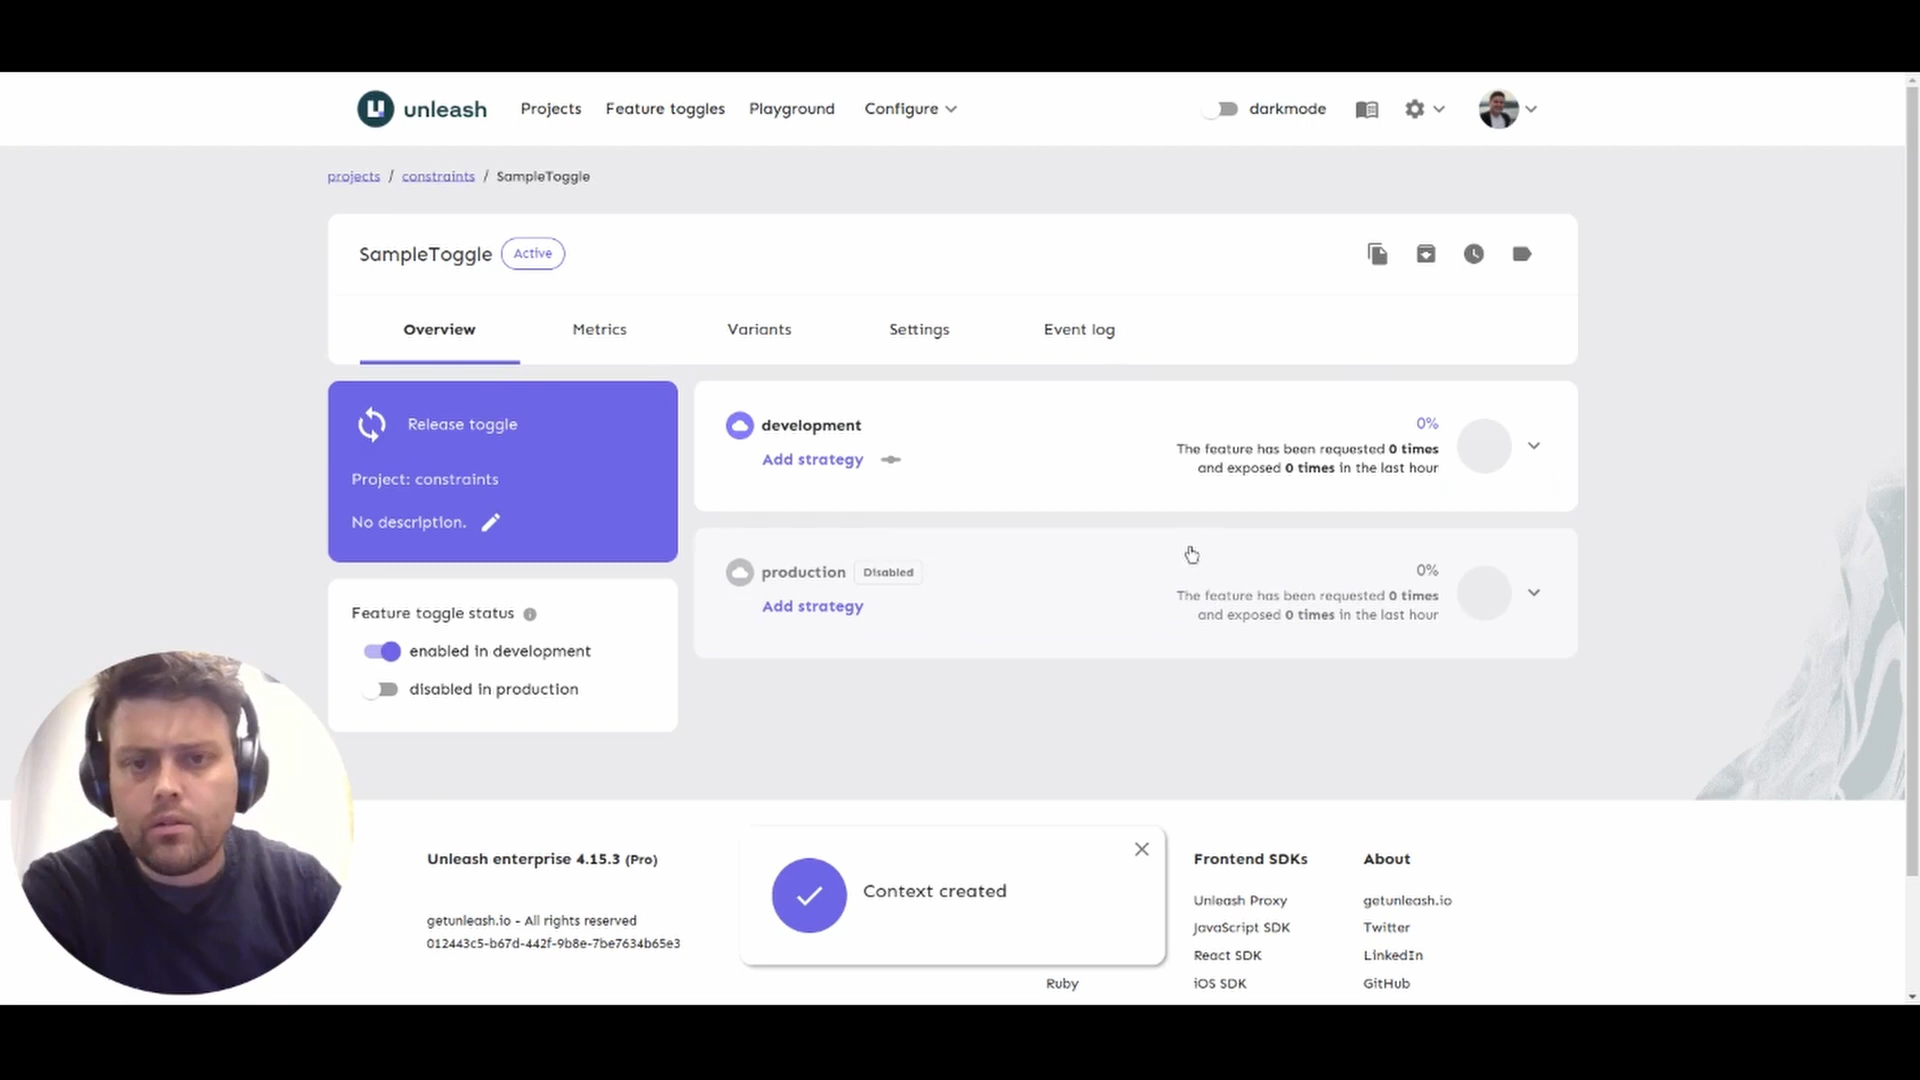 unleash
Projects
Feature toggles
Playground
Configure
darkmode
projects / constraints / SampleToggle
SampleToggle
Active
Overview
Metrics
Variants
Settings
Event log
Release toggle
Project: constraints
No description.
Feature toggle status
enabled in development
disabled in production
development
Add strategy
0%
The feature has been requested 0 times
and exposed 0 times in the last hour
production
Disabled
Add strategy
0%
The feature has been requested 0 times
and exposed 0 times in the last hour
Unleash enterprise 4.15.3 (Pro)
getunleash.io - All rights reserved
012443c5-b67d-442f-9b8e-7be7634b65e3
Context created
Ruby
Frontend SDKs
Unleash Proxy
JavaScript SDK
React SDK
iOS SDK
About
getunleash.io
Twitter
LinkedIn
GitHub